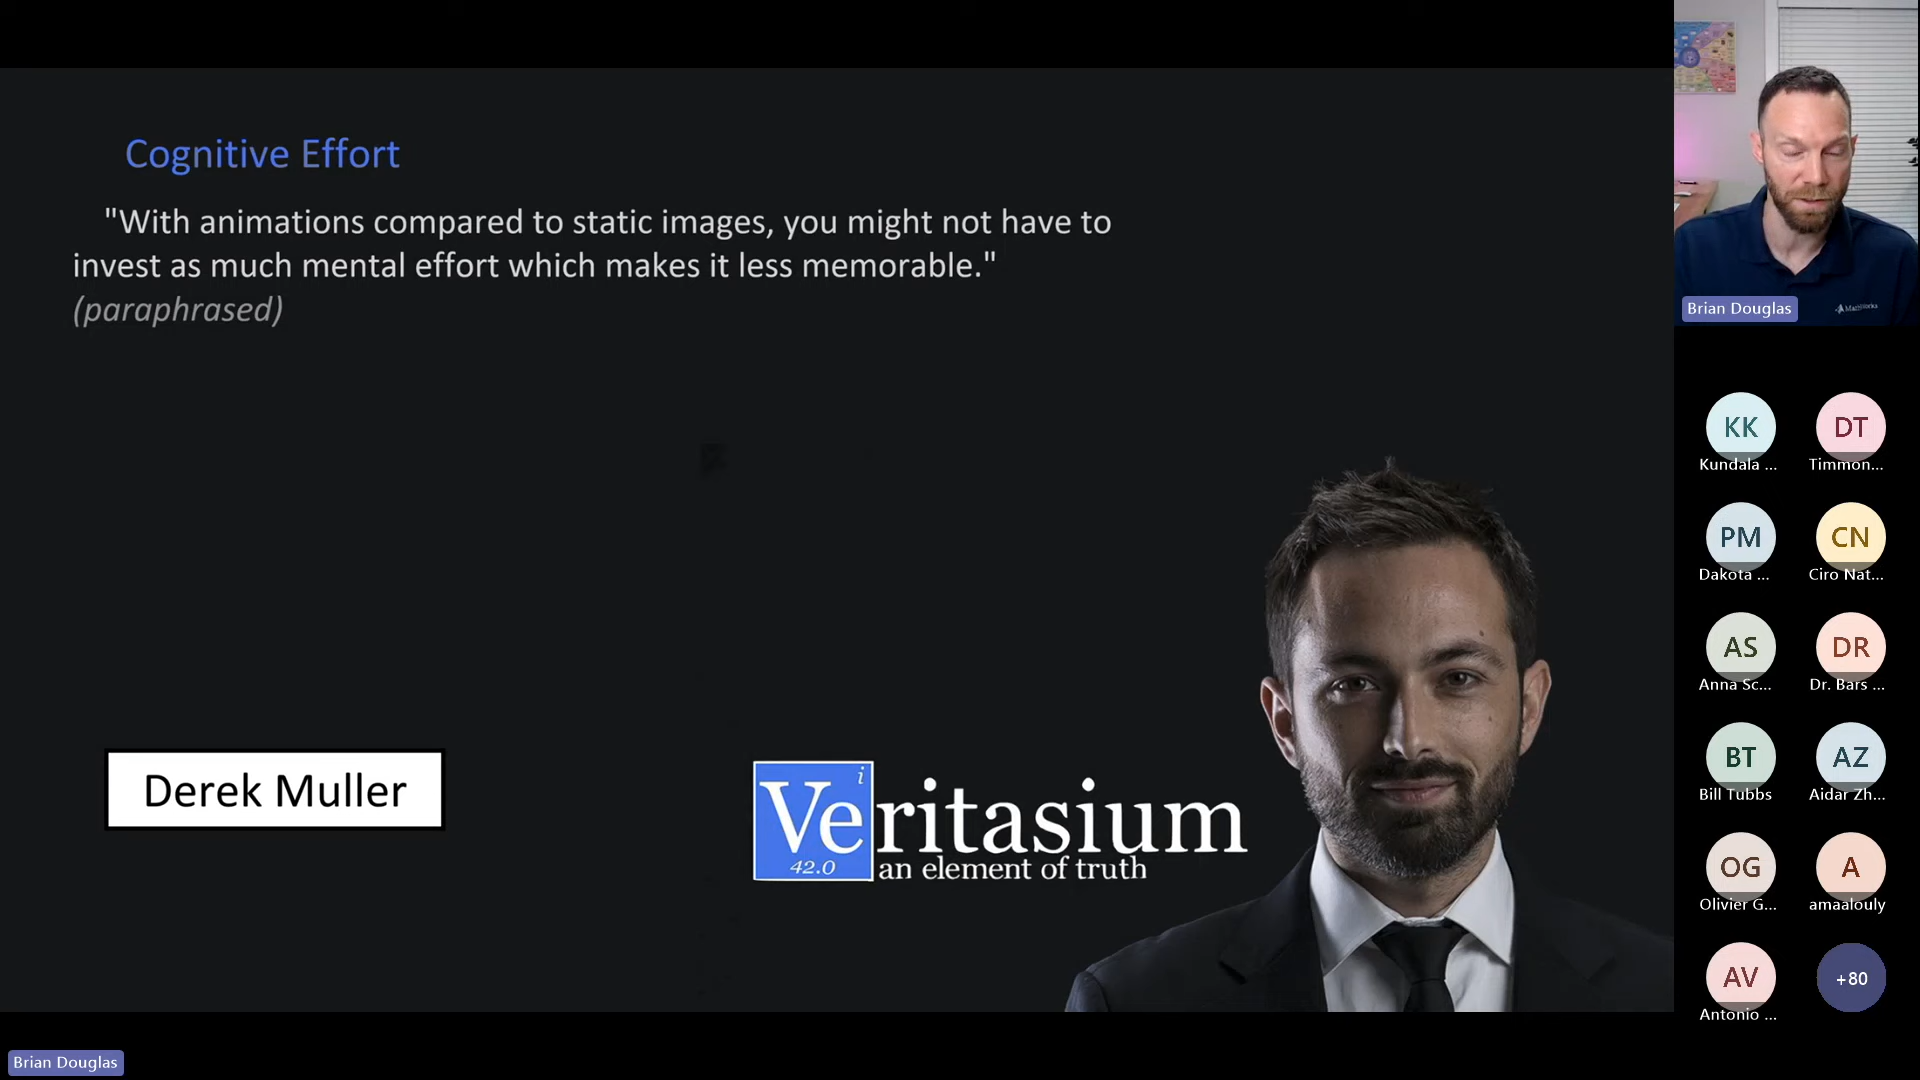 Cognitive Effort
"With animations compared to static images, you might not have to
invest as much mental effort which makes it less memorable."
(paraphrased)
Derek Muller
Veritasium
i
42.0
an element of truth
MathWorks
Brian Douglas
KK
Kundala ...
DT
Timmon...
PM
Dakota ...
CN
Ciro Nat...
AS
Anna Sc...
DR
Dr. Bars ...
BT
Bill Tubbs
AZ
Aidar Zh...
OG
Olivier G...
A
amaalouly
AV
Antonio ...
+80
Brian Douglas